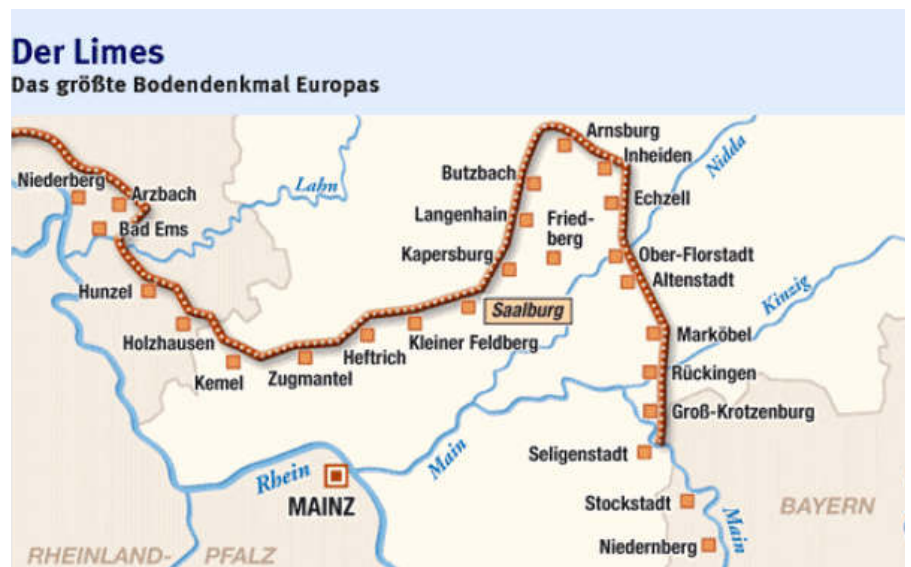 Der Limes
Das größte Bodendenkmal Europas
Arnsburg
Inheiden
Nidda
Butzbach
Niederberg
Arzbach
Lahn
Echzell
Langenhain
Fried-
berg
Bad Ems
Kapersburg
Ober-Florstadt
Altenstadt
Hunzel
Kinzig
Saalburg
Holzhausen
Kleiner Feldberg
Marköbel
Heftrich
Kemel
Zugmantel
Rückingen
Groß-Krotzenburg
Main
Seligenstadt
Rhein
MAINZ
Stockstadt
BAYERN
Main
Niedernberg
RHEINLAND-PFALZ